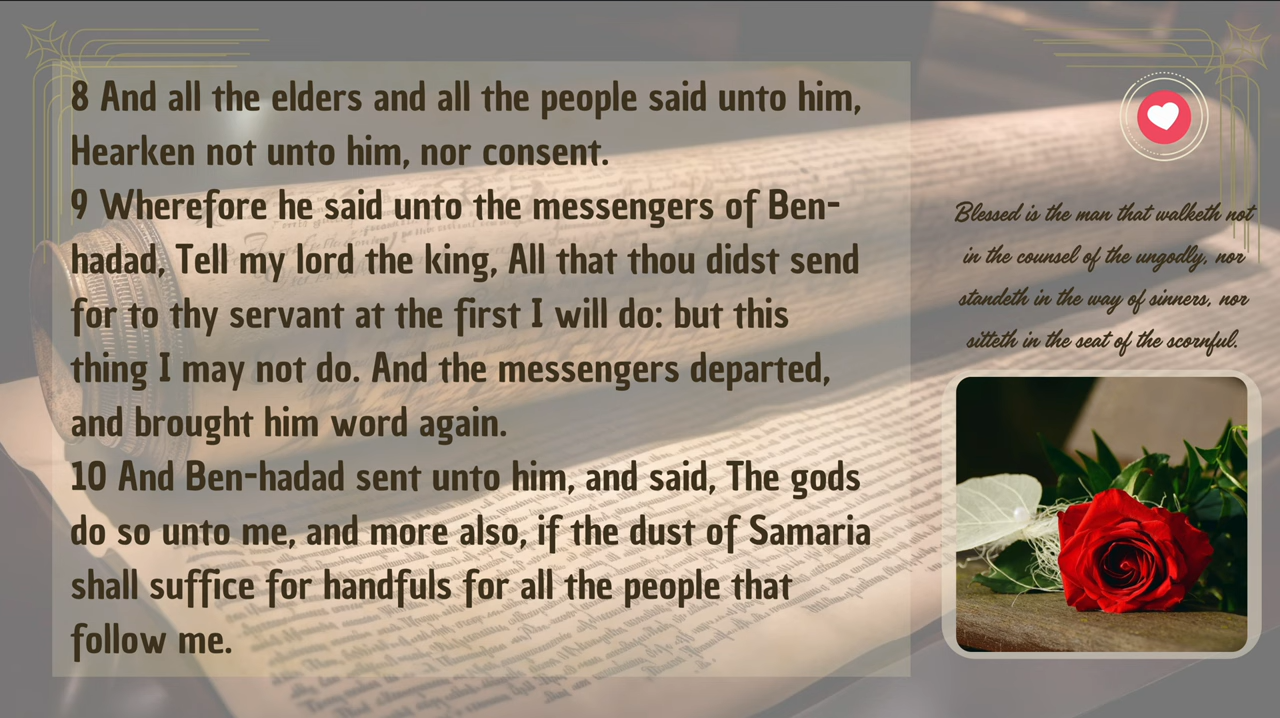 8 And all the elders and all the people said unto him,
Hearken not unto him, nor consent.
9 Wherefore he said unto the messengers of Ben-
hadad, Tell my lord the king, All that thou didst send
for to thy servant at the first I will do: but this
thing I may not do. And the messengers departed,
and brought him word again.
10 And Ben-hadad sent unto him, and said, The gods
do so unto me, and more also, if the dust of Samaria
shall suffice for handfuls for all the people that
follow me.
Blessed is the man that walketh not
in the counsel of the ungodly, nor
standeth in the way of sinners, nor
sitteth in the seat of the scornful.